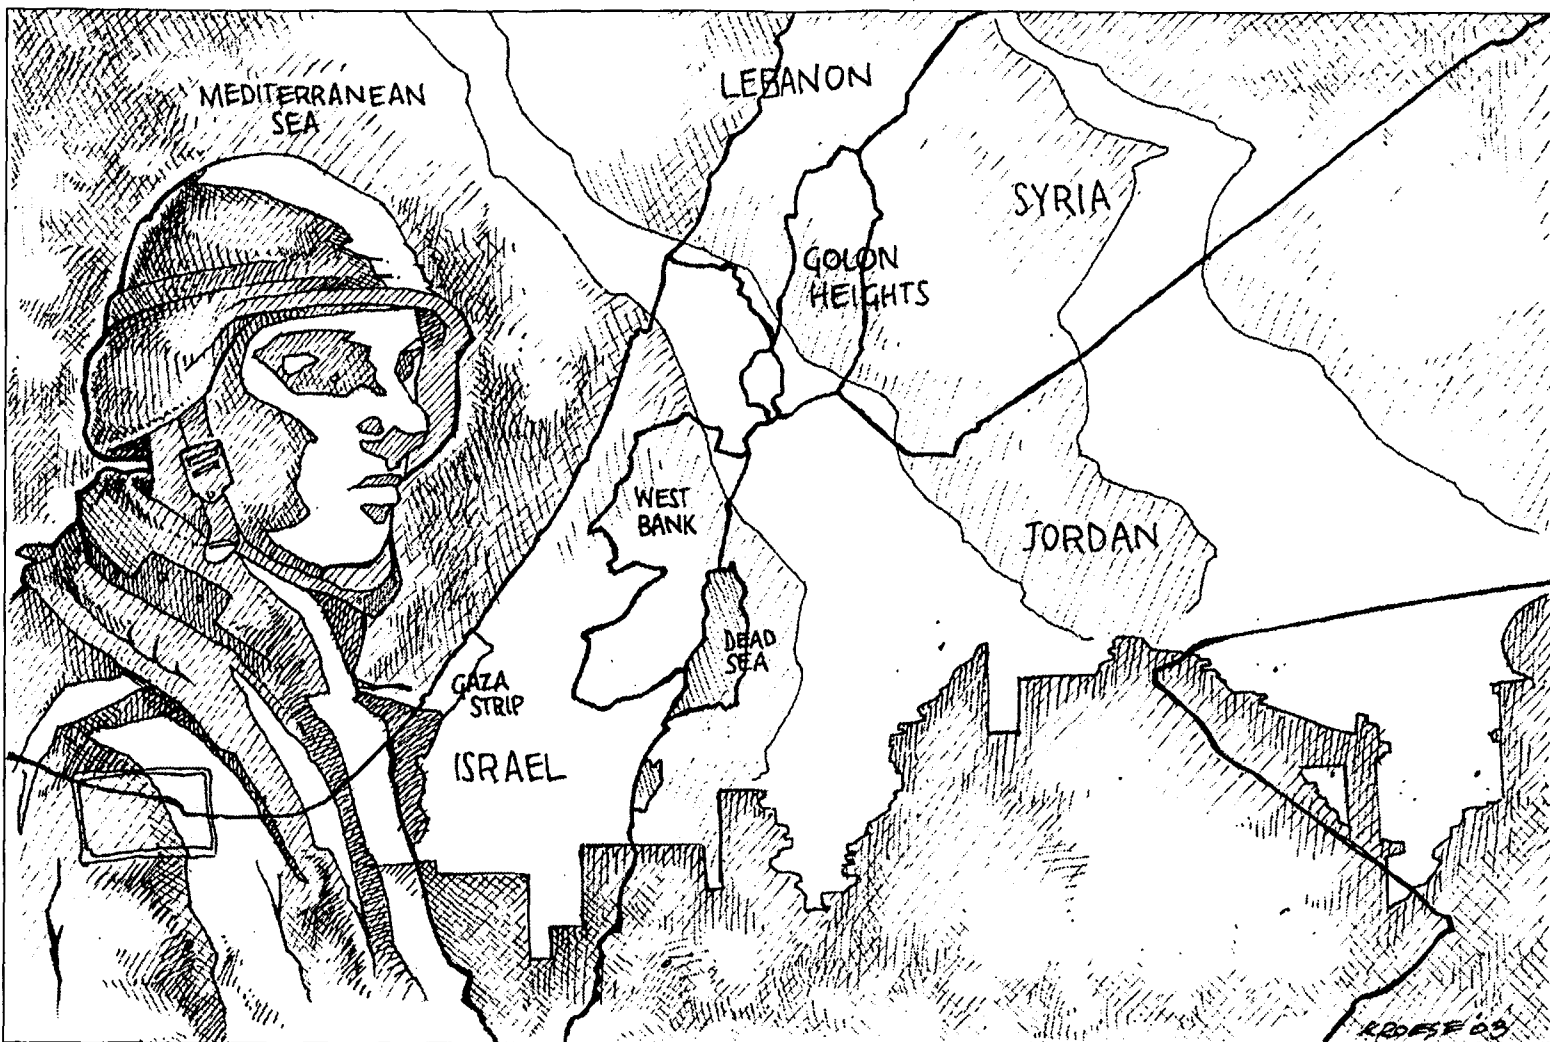 MEDITERRANEAN
SEA
LEBANON
SYRIA
GOLON
HEIGHTS
WEST
BANK
JORDAN
DEAD
SEA
GAZA
STRIP
ISRAEL
KROESE '03